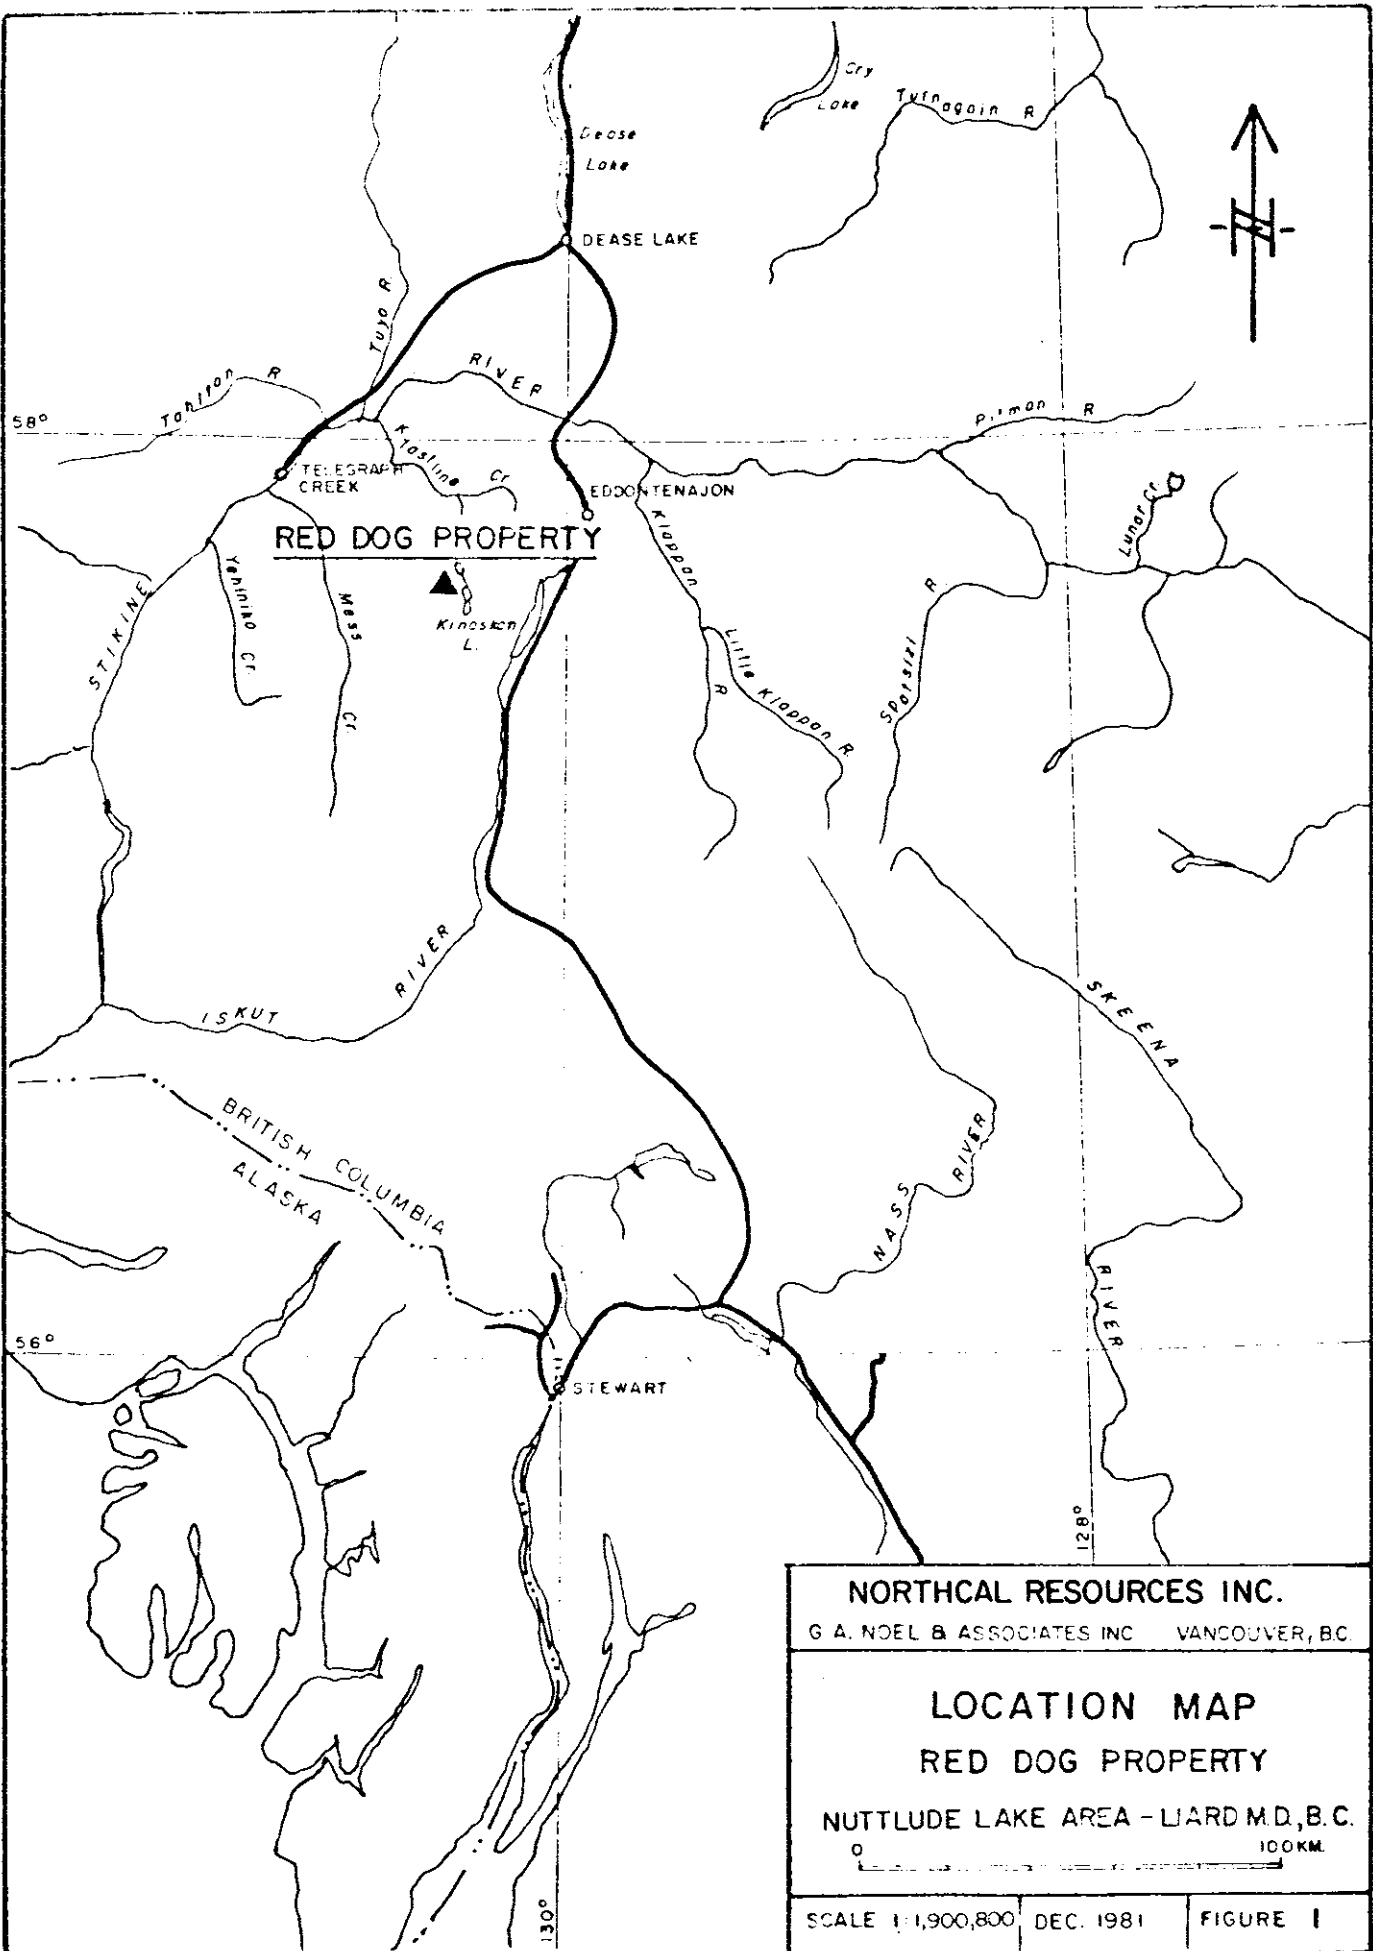 Cry
Lake
Turnagain R
Dease
Lake
DEASE LAKE
Tuya R.
Tahltan R
RIVER
58°
Pitman R
Klastline Cr
TELEGRAPH
CREEK
EDDONTENAJON
Lunar Cr.
RED DOG PROPERTY
Klappan
R
Yehiniko Cr.
Mess
Cr.
Kinaskan
L.
STIKINE
Little Klappan R.
Spatsizi R.
ISKUT
RIVER
SKEENA
BRITISH COLUMBIA
ALASKA
NASS RIVER
RIVER
56°
STEWART
128°
130°
NORTHCAL RESOURCES INC.
G. A. NOEL & ASSOCIATES INC VANCOUVER, B.C.
LOCATION MAP
RED DOG PROPERTY
NUTTLUDE LAKE AREA - LIARD M.D., B.C.
0 100 KM.
SCALE 1:1,900,800 DEC. 1981 FIGURE 1